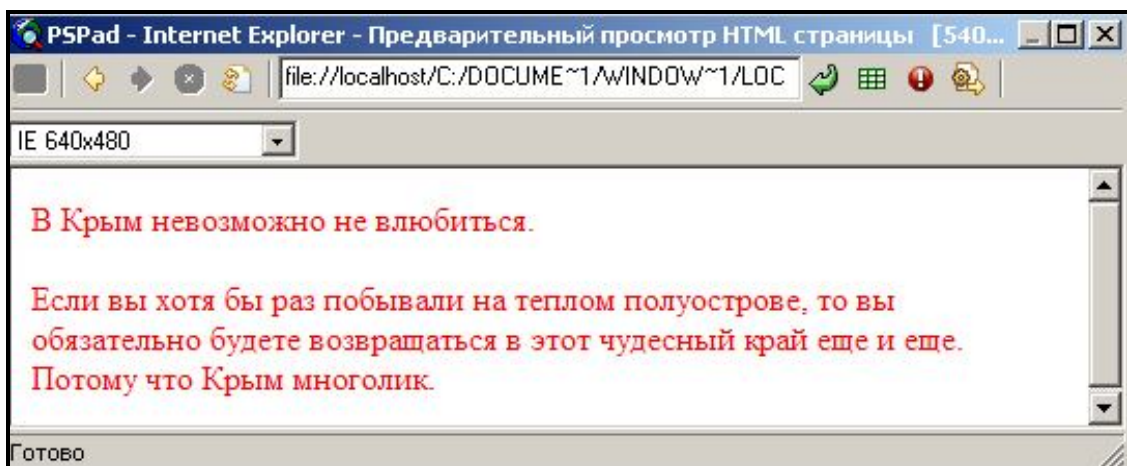 PSPad - Internet Explorer - Предварительный просмотр HTML страницы [540...
file://localhost/C:/DOCUME~1/WINDOW~1/LOC
IE 640x480
В Крым невозможно не влюбиться.
Если вы хотя бы раз побывали на теплом полуострове, то вы
обязательно будете возвращаться в этот чудесный край еще и еще.
Потому что Крым многолик.
Готово